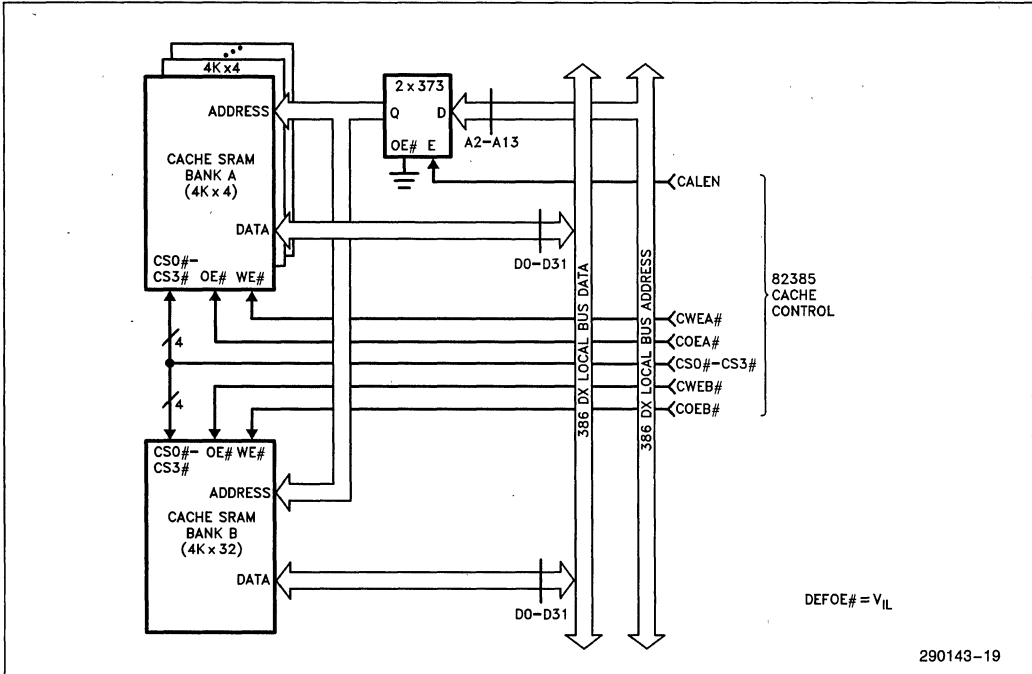 4K x 4
2 x 373
ADDRESS
Q D
OE# E
A2–A13
CACHE SRAM
BANK A
(4K x 4)
CALEN
DATA
D0–D31
CS0#–
CS3# OE# WE#
82385
CACHE
CONTROL
386 DX LOCAL BUS DATA
386 DX LOCAL BUS ADDRESS
CWEA#
4
COEA#
CS0#–CS3#
4
CWEB#
COEB#
CS0#– OE# WE#
CS3#
ADDRESS
CACHE SRAM
BANK B
(4K x 32)
DATA
D0–D31
DEFOE# = VIL
290143–19